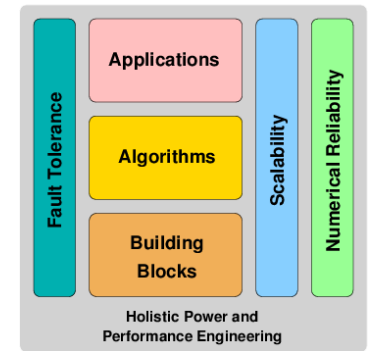 Fault Tolerance
Applications
Algorithms
Building
Blocks
Scalability
Numerical Reliability
Holistic Power and
Performance Engineering